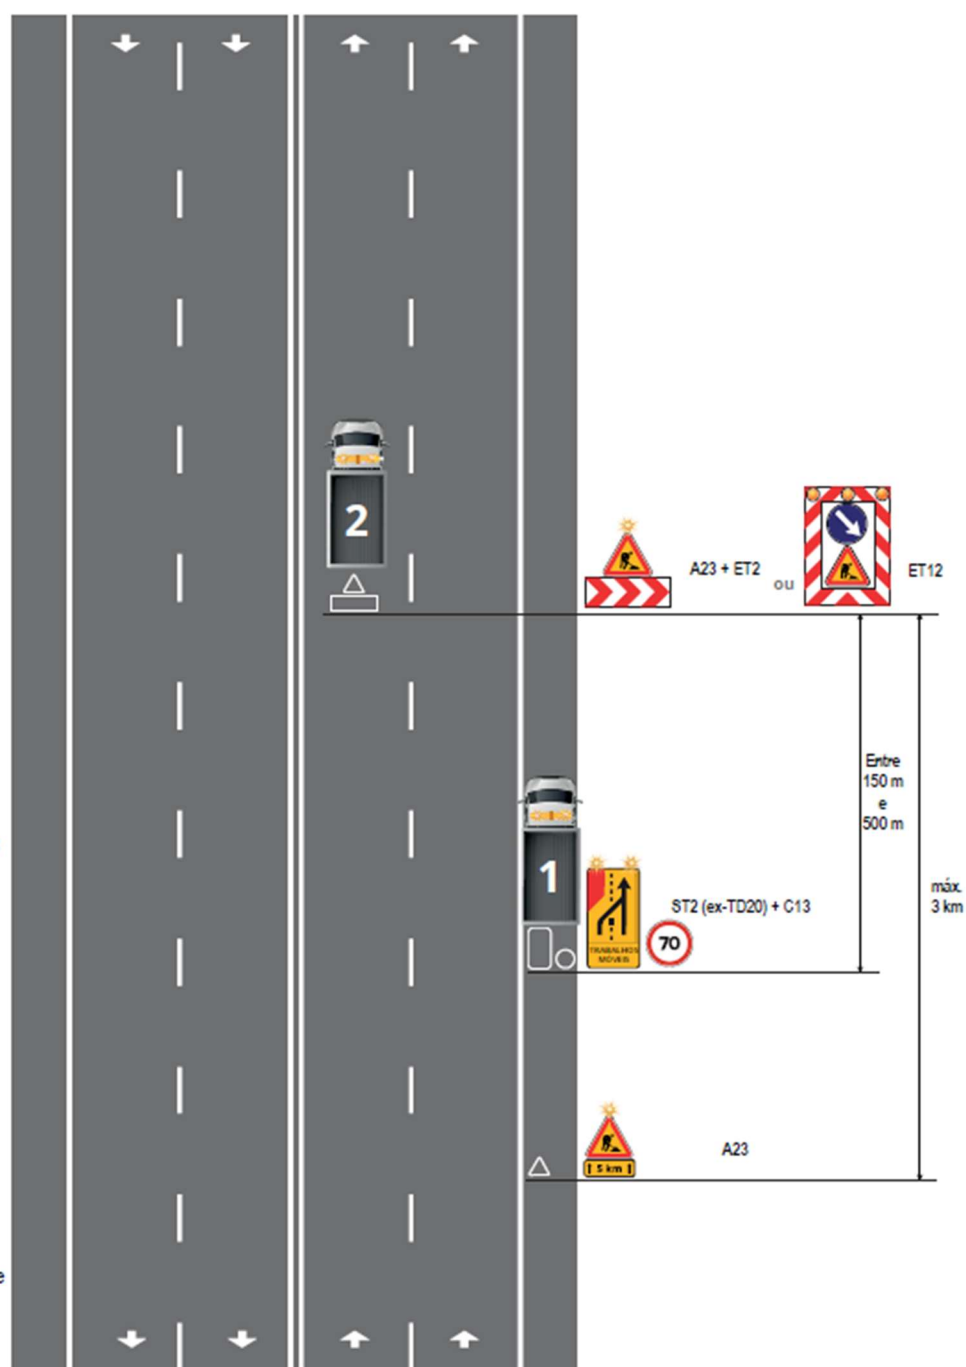 2
A23 + ET2
ou
ET12
Entre
150 m
e
500 m
máx.
3 km
1
ST2 (ex-TD20) + C13
TRABALHOS
MÓVEIS
70
A23
5 km
e